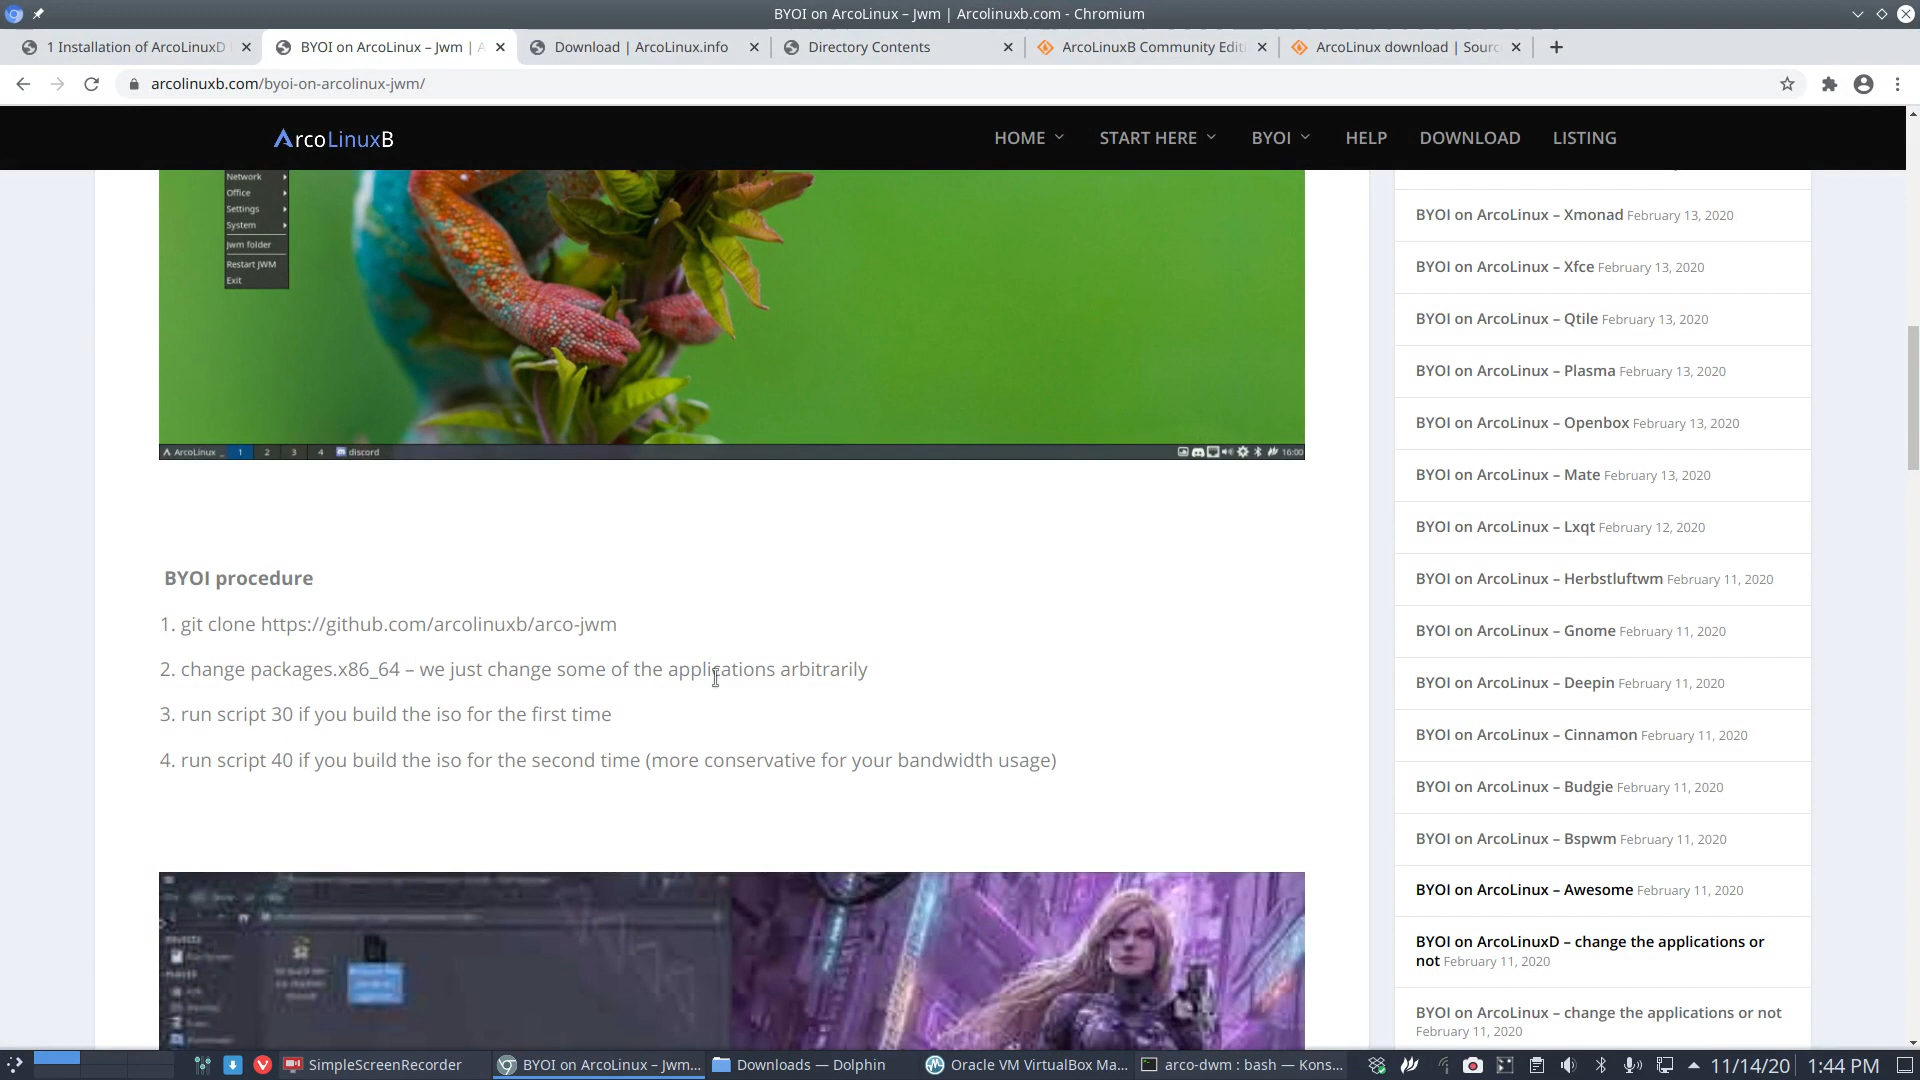 BYOI on ArcoLinux – Jwm | Arcolinuxb.com - Chromium
1 Installation of ArcoLinuxD
BYOI on ArcoLinux – Jwm | A
Download | ArcoLinux.info
Directory Contents
ArcoLinuxB Community Edit
ArcoLinux download | Sour
arcolinuxb.com/byoi-on-arcolinux-jwm/
ArcoLinuxB
HOME
START HERE
BYOI
HELP
DOWNLOAD
LISTING
Network
Office
Settings
System
Jwm folder
Restart JWM
Exit
ArcoLinux
1
2
3
4
discord
16:00
BYOI procedure
1. git clone https://github.com/arcolinuxb/arco-jwm
2. change packages.x86_64 – we just change some of the applications arbitrarily
3. run script 30 if you build the iso for the first time
4. run script 40 if you build the iso for the second time (more conservative for your bandwidth usage)
BYOI on ArcoLinux – Xmonad February 13, 2020
BYOI on ArcoLinux – Xfce February 13, 2020
BYOI on ArcoLinux – Qtile February 13, 2020
BYOI on ArcoLinux – Plasma February 13, 2020
BYOI on ArcoLinux – Openbox February 13, 2020
BYOI on ArcoLinux – Mate February 13, 2020
BYOI on ArcoLinux – Lxqt February 12, 2020
BYOI on ArcoLinux – Herbstluftwm February 11, 2020
BYOI on ArcoLinux – Gnome February 11, 2020
BYOI on ArcoLinux – Deepin February 11, 2020
BYOI on ArcoLinux – Cinnamon February 11, 2020
BYOI on ArcoLinux – Budgie February 11, 2020
BYOI on ArcoLinux – Bspwm February 11, 2020
BYOI on ArcoLinux – Awesome February 11, 2020
BYOI on ArcoLinuxD – change the applications or
not February 11, 2020
BYOI on ArcoLinux – change the applications or not
February 11, 2020
SimpleScreenRecorder
BYOI on ArcoLinux – Jwm...
Downloads — Dolphin
Oracle VM VirtualBox Ma...
arco-dwm : bash — Kons...
11/14/20
1:44 PM